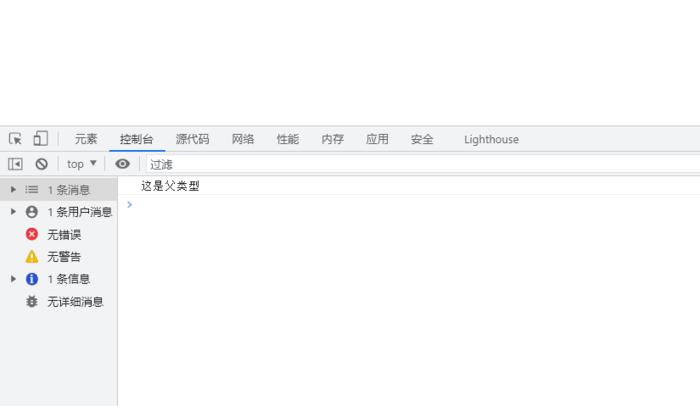 元素 控制台 源代码 网络 性能 内存 应用 安全 Lighthouse
top 过滤
1 条消息 这是父类型
1 条用户消息
无错误
无警告
1 条信息
无详细消息